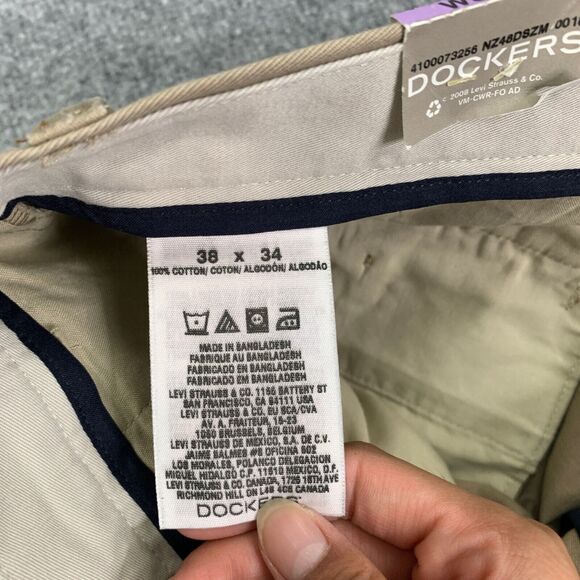 4100073256 NZ48DSZM 0018
DOCKERS
© 2008 Levi Strauss & Co.
VM-CWR-FO AD
38 x 34
100% COTTON/ COTON/ ALGODÓN/ ALGODÃO
MADE IN BANGLADESH
FABRIQUE AU BANGLADESH
FABRICADO EN BANGLADESH
FABRICADO EM BANGLADESH
LEVI STRAUSS & CO. 1155 BATTERY ST
SAN FRANCISCO CA 94111 USA
LEVI STRAUSS & CO. EU SCA/CVA
AV. A. FRAITEUR, 15-23
1050 BRUSSELS, BELGIUM
LEVI STRAUSS DE MEXICO, S.A. DE C.V.
JAIME BALMES #8 OFICINA 602
LOS MORALES, POLANCO DELEGACION
MIGUEL HIDALGO C.P. 11510 MEXICO, D.F.
LEVI STRAUSS & CO. CANADA, 1725 16TH AVE
RICHMOND HILL ON L4B 4C6 CANADA
DOCKERS